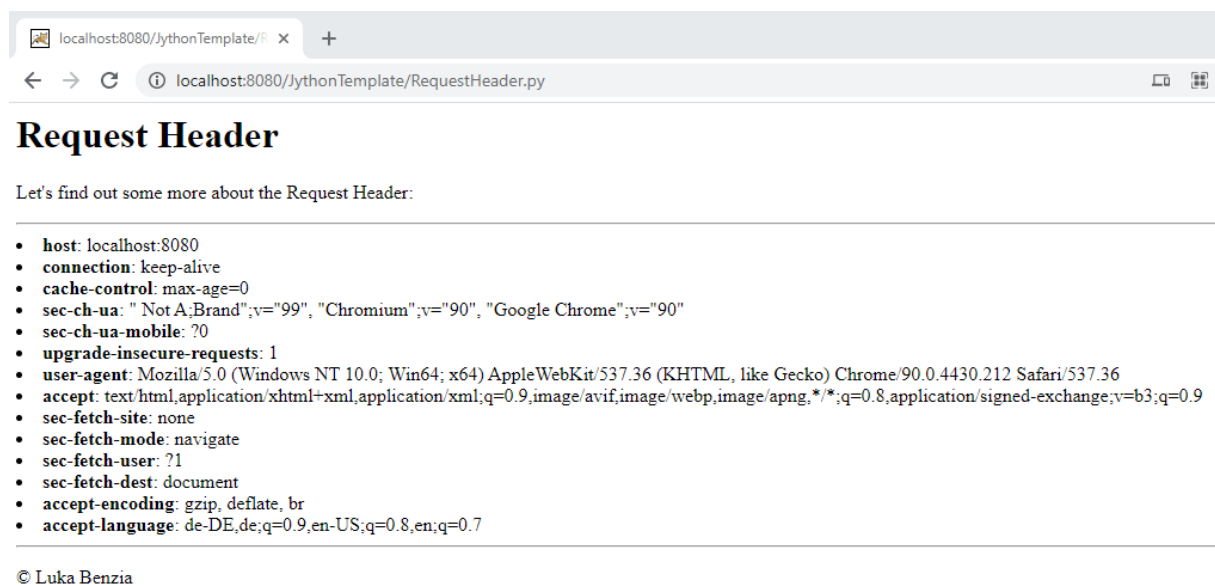 localhost:8080/JythonTemplate/R
localhost:8080/JythonTemplate/RequestHeader.py
Request Header
Let's find out some more about the Request Header:
host: localhost:8080
connection: keep-alive
cache-control: max-age=0
sec-ch-ua: " Not A;Brand";v="99", "Chromium";v="90", "Google Chrome";v="90"
sec-ch-ua-mobile: ?0
upgrade-insecure-requests: 1
user-agent: Mozilla/5.0 (Windows NT 10.0; Win64; x64) AppleWebKit/537.36 (KHTML, like Gecko) Chrome/90.0.4430.212 Safari/537.36
accept: text/html,application/xhtml+xml,application/xml;q=0.9,image/avif,image/webp,image/apng,*/*;q=0.8,application/signed-exchange;v=b3;q=0.9
sec-fetch-site: none
sec-fetch-mode: navigate
sec-fetch-user: ?1
sec-fetch-dest: document
accept-encoding: gzip, deflate, br
accept-language: de-DE,de;q=0.9,en-US;q=0.8,en;q=0.7
© Luka Benzia